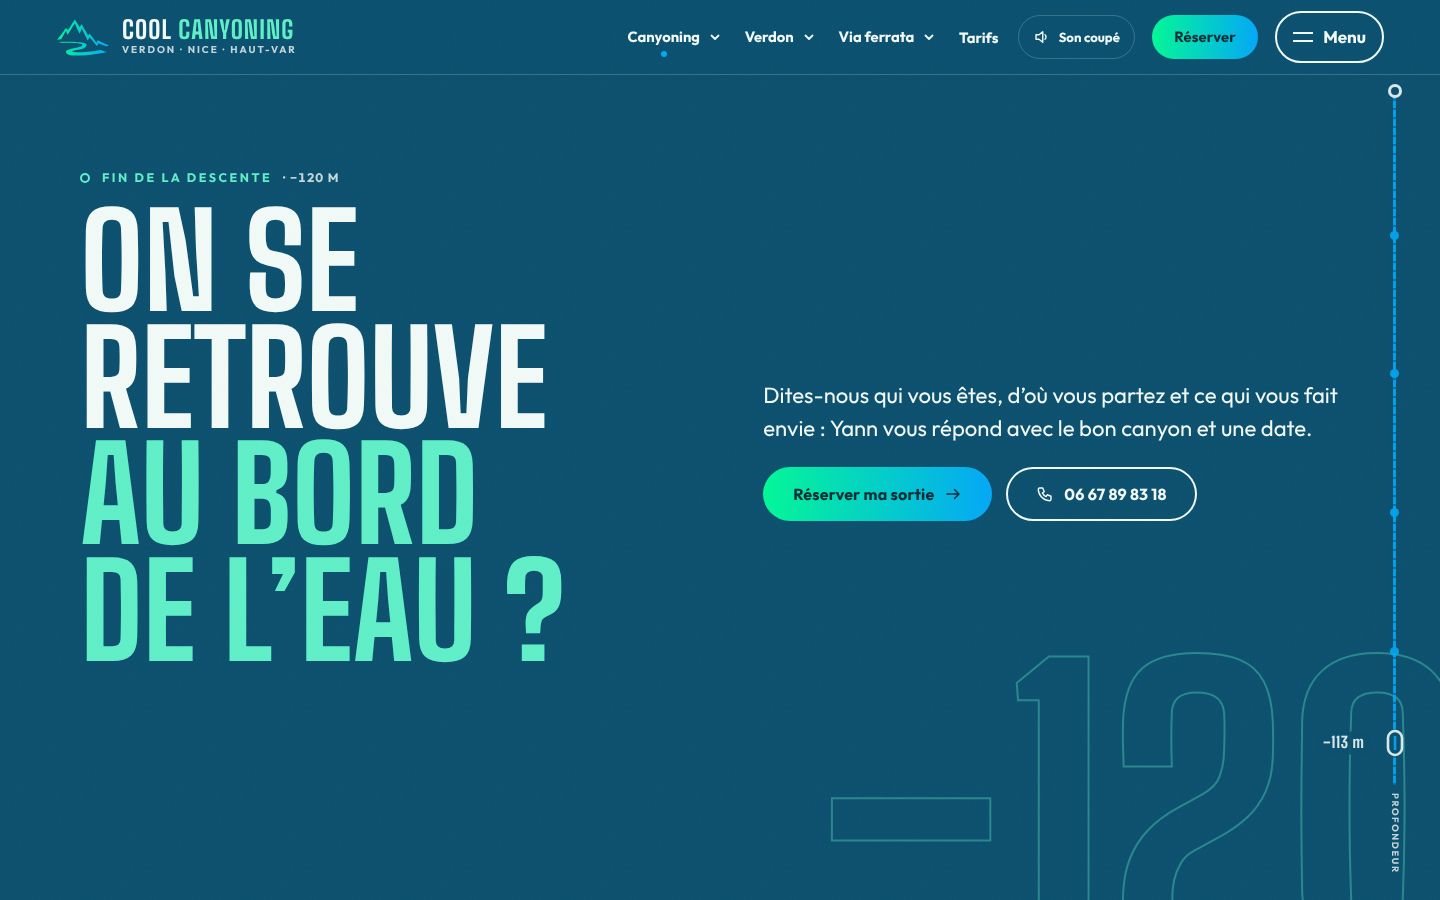 COOL CANYONING
VERDON · NICE · HAUT-VAR
Canyoning
Verdon
Via ferrata
Tarifs
Son coupé
Réserver
Menu
FIN DE LA DESCENTE · −120 M
ON SE
RETROUVE
AU BORD
DE L’EAU ?
Dites-nous qui vous êtes, d’où vous partez et ce qui vous fait
envie : Yann vous répond avec le bon canyon et une date.
Réserver ma sortie →
06 67 89 83 18
−120
−113 m
PROFONDEUR